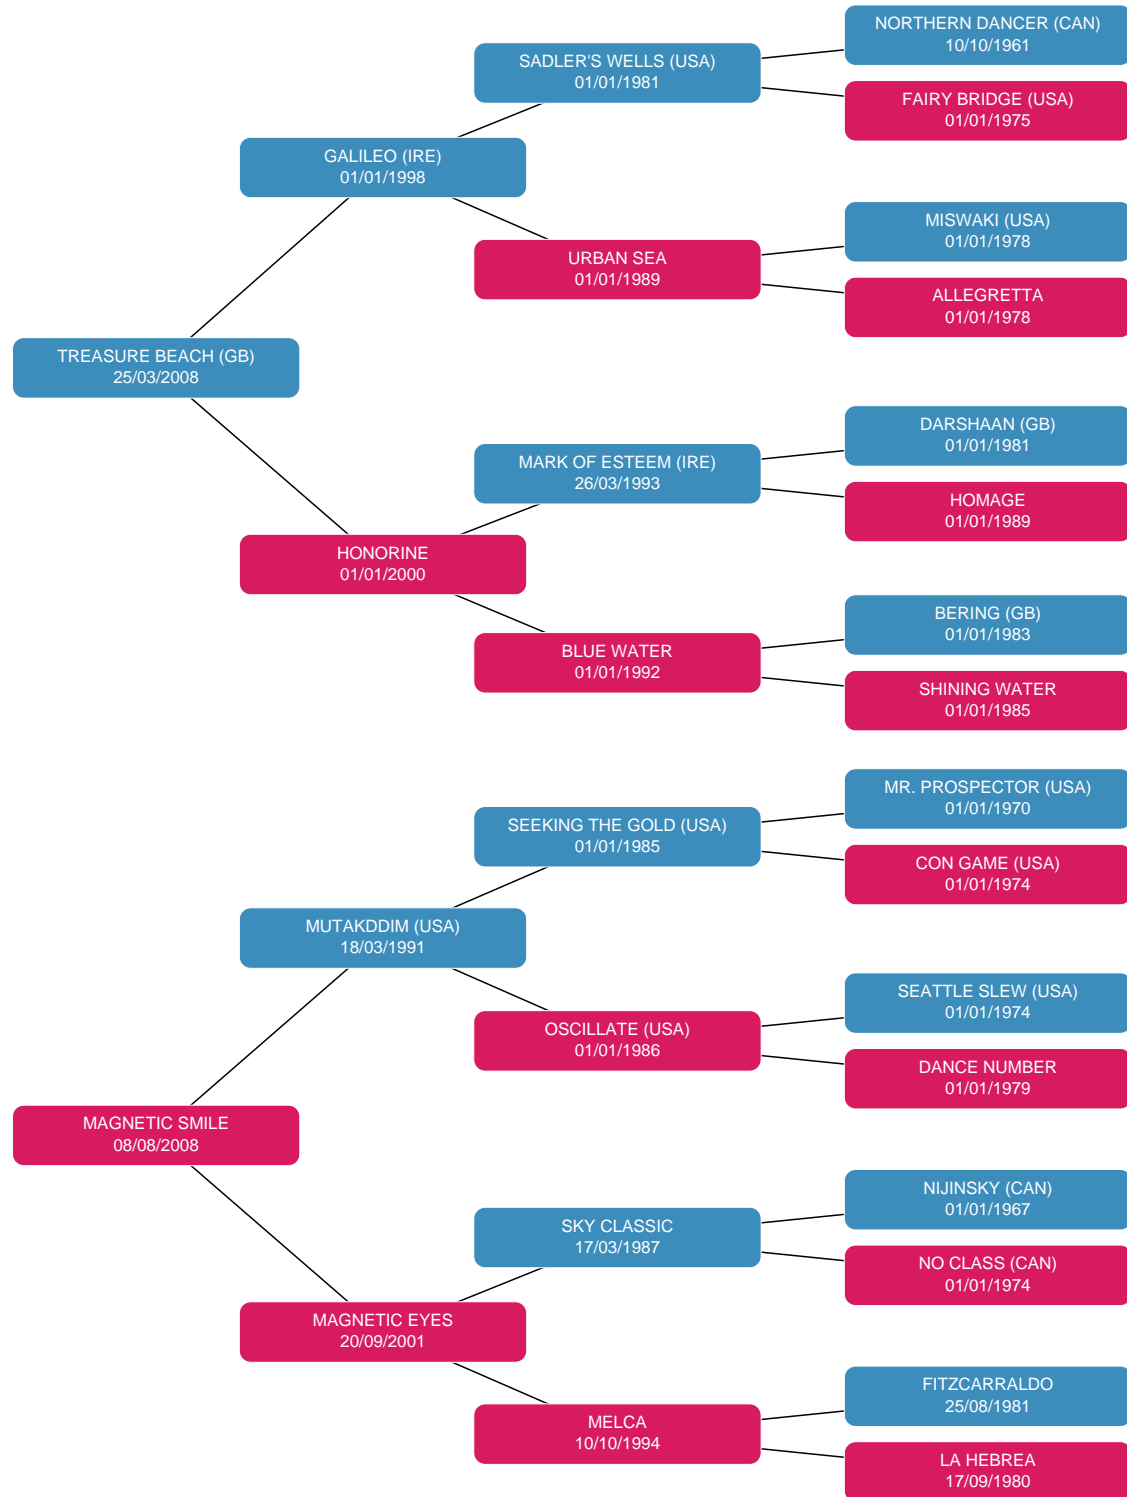 NORTHERN DANCER (CAN)
10/10/1961
SADLER'S WELLS (USA)
01/01/1981
FAIRY BRIDGE (USA)
01/01/1975
GALILEO (IRE)
01/01/1998
MISWAKI (USA)
01/01/1978
URBAN SEA
01/01/1989
ALLEGRETTA
01/01/1978
TREASURE BEACH (GB)
25/03/2008
DARSHAAN (GB)
01/01/1981
MARK OF ESTEEM (IRE)
26/03/1993
HOMAGE
01/01/1989
HONORINE
01/01/2000
BERING (GB)
01/01/1983
BLUE WATER
01/01/1992
SHINING WATER
01/01/1985
MR. PROSPECTOR (USA)
01/01/1970
SEEKING THE GOLD (USA)
01/01/1985
CON GAME (USA)
01/01/1974
MUTAKDDIM (USA)
18/03/1991
SEATTLE SLEW (USA)
01/01/1974
OSCILLATE (USA)
01/01/1986
DANCE NUMBER
01/01/1979
MAGNETIC SMILE
08/08/2008
NIJINSKY (CAN)
01/01/1967
SKY CLASSIC
17/03/1987
NO CLASS (CAN)
01/01/1974
MAGNETIC EYES
20/09/2001
FITZCARRALDO
25/08/1981
MELCA
10/10/1994
LA HEBREA
17/09/1980